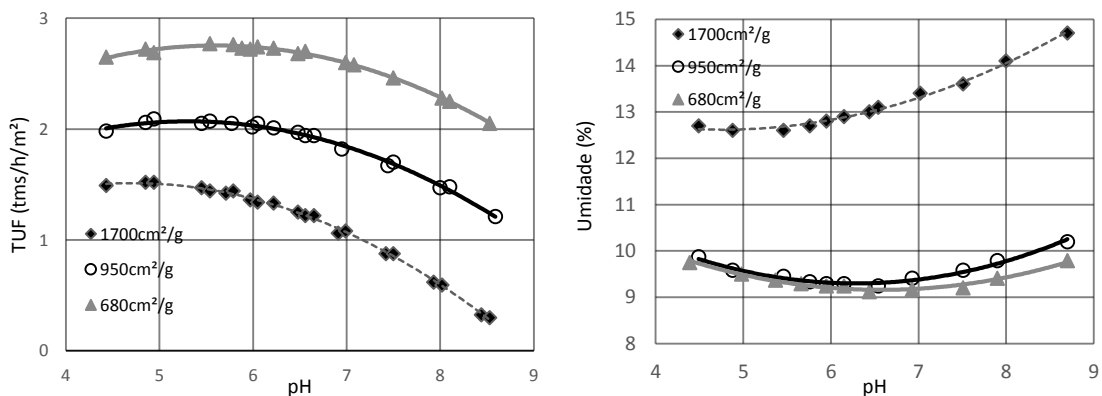 3
2
1
0
4 5 6 7 8 9
TUF (tms/h/m²)
pH
1700cm²/g
950cm²/g
680cm²/g
15
14
13
12
11
10
9
8
4 5 6 7 8 9
Umidade (%)
pH
1700cm²/g
950cm²/g
680cm²/g